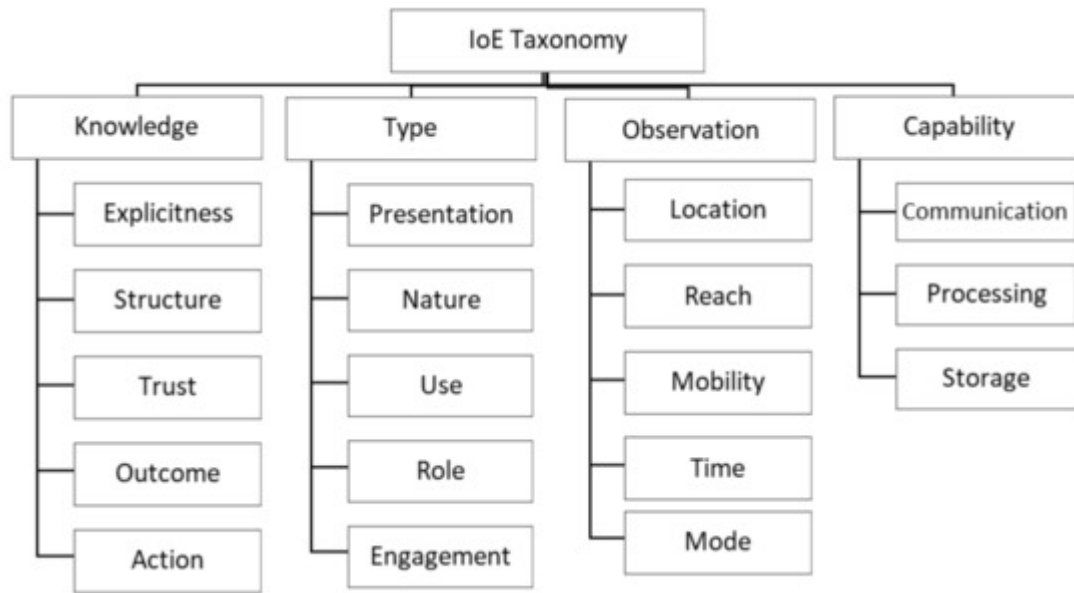 IoE Taxonomy
Knowledge
Explicitness
Structure
Trust
Outcome
Action
Type
Presentation
Nature
Use
Role
Engagement
Observation
Location
Reach
Mobility
Time
Mode
Capability
Communication
Processing
Storage